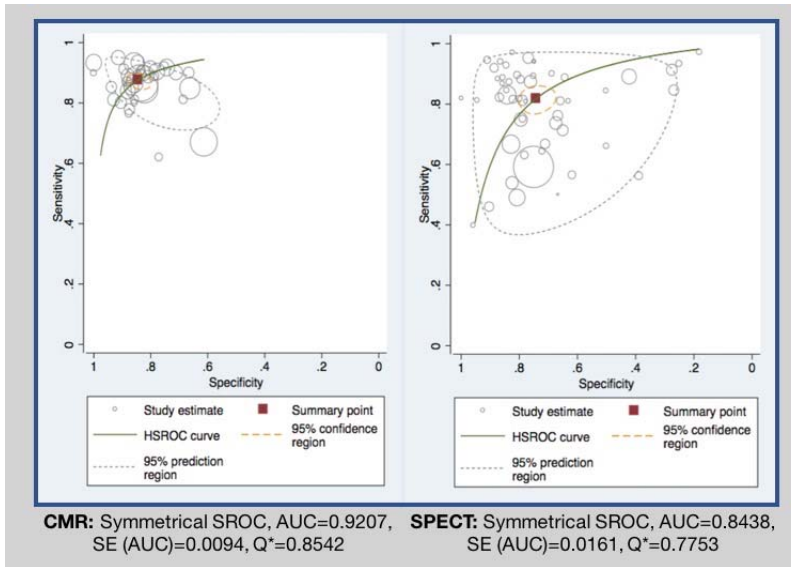 1
.8
.6
.4
.2
0
Sensitivity
1
.8
.6
.4
.2
0
Specificity
Study estimate
Summary point
HSROC curve
95% confidence
region
95% prediction
region
1
.8
.6
.4
.2
0
Sensitivity
1
.8
.6
.4
.2
0
Specificity
Study estimate
Summary point
HSROC curve
95% confidence
region
95% prediction
region
CMR: Symmetrical SROC, AUC=0.9207,
SE (AUC)=0.0094, Q*=0.8542
SPECT: Symmetrical SROC, AUC=0.8438,
SE (AUC)=0.0161, Q*=0.7753